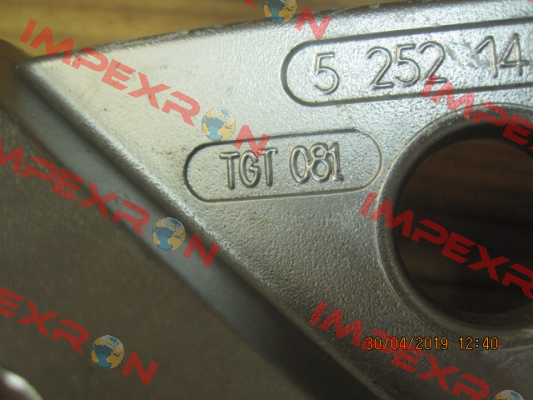 IMPEXRON
5 252 14
TGT 081
IMPEXRON
IMPEXRON
IMPEXRON
30/04/2019 12:40